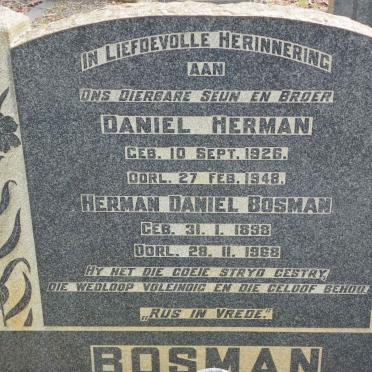 IN LIEFDEVOLLE HERINNERING
AAN
ONS DIERBARE SEUN EN BROER
DANIEL HERMAN
GEB. 10 SEPT. 1926.
OORL. 27 FEB. 1948.
HERMAN DANIEL BOSMAN
GEB. 31. 1. 1898
OORL. 28. 11. 1968
HY HET DIE GOEIE STRYD GESTRY,
DIE WEDLOOP VOLEINDIG EN DIE GELOOF BEHOU.
„RUS IN VREDE."
BOSMAN